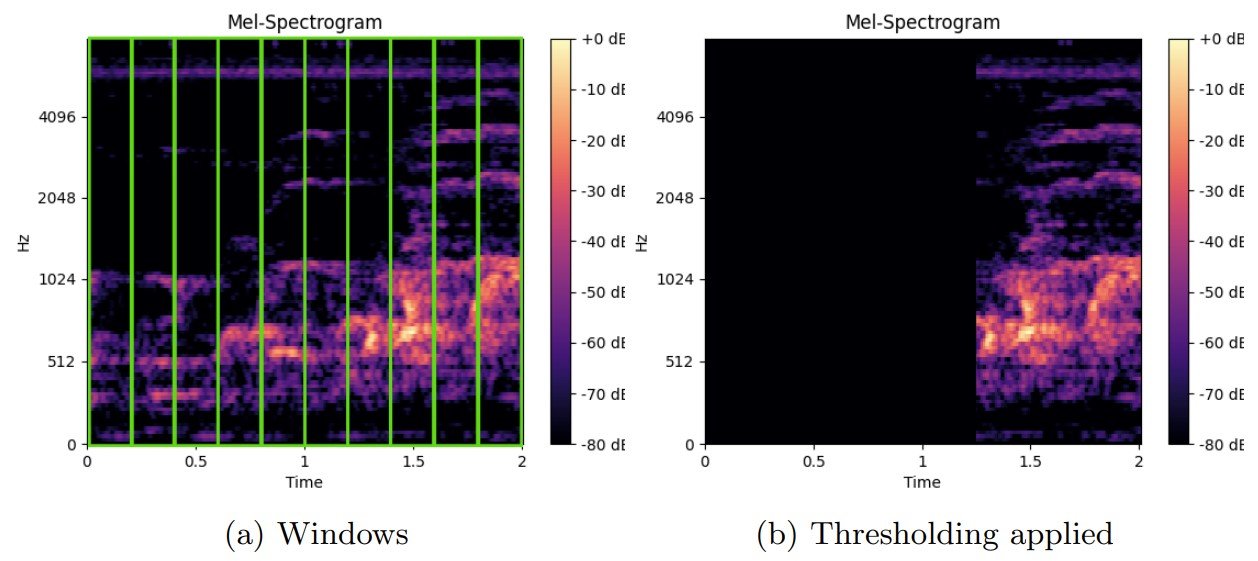 Mel-Spectrogram
+0 dB
-10 dB
4096
-20 dB
2048
-30 dB
Hz
-40 dB
1024
-50 dB
512
-60 dB
-70 dB
0
-80 dB
0 0.5 1 1.5 2
Time
(a) Windows
Mel-Spectrogram
+0 dB
-10 dB
4096
-20 dB
2048
-30 dB
Hz
-40 dB
1024
-50 dB
512
-60 dB
-70 dB
0
-80 dB
0 0.5 1 1.5 2
Time
(b) Thresholding applied